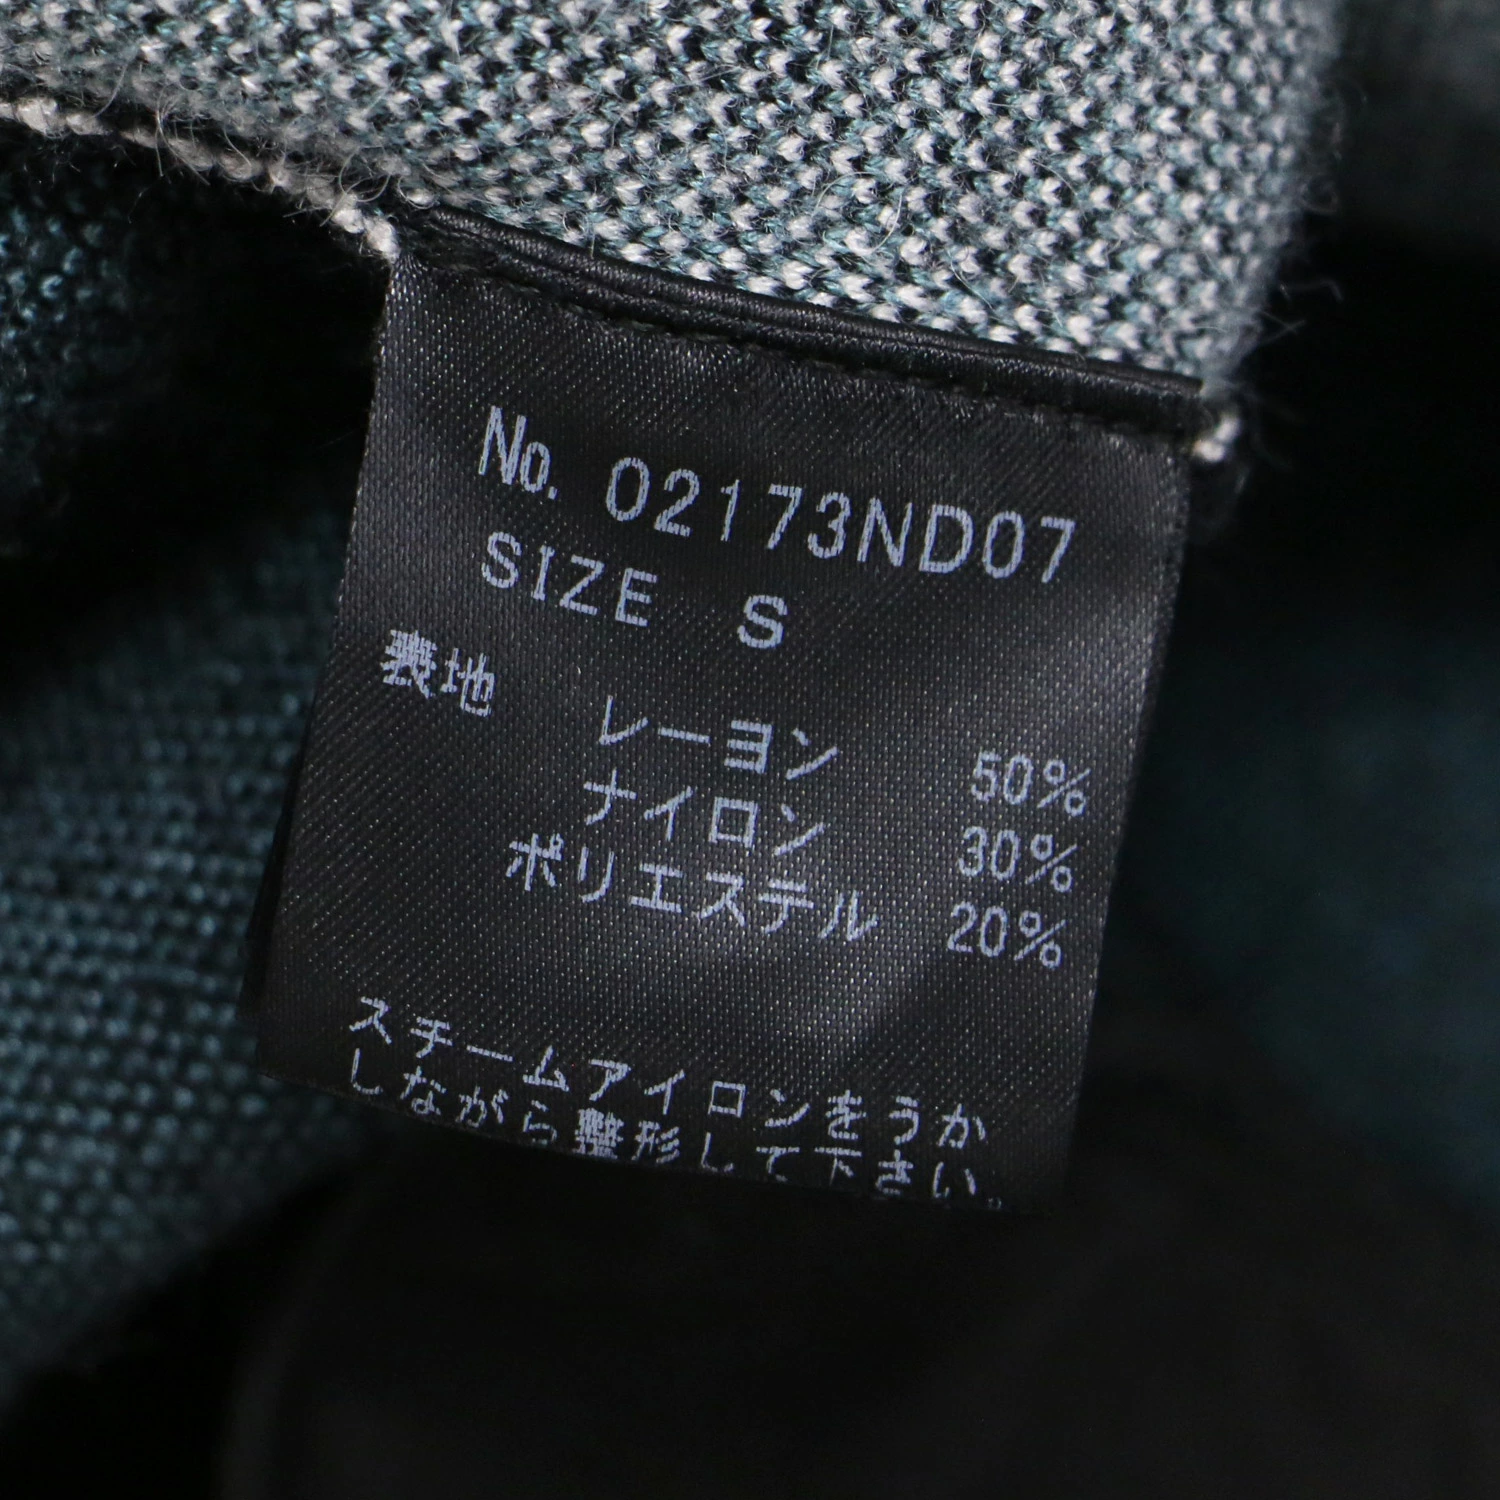 No. 02173ND07
SIZE S
表地 レーヨン 50%
ナイロン 30%
ポリエステル 20%
スチームアイロンをうか
しながら整形して下さい。